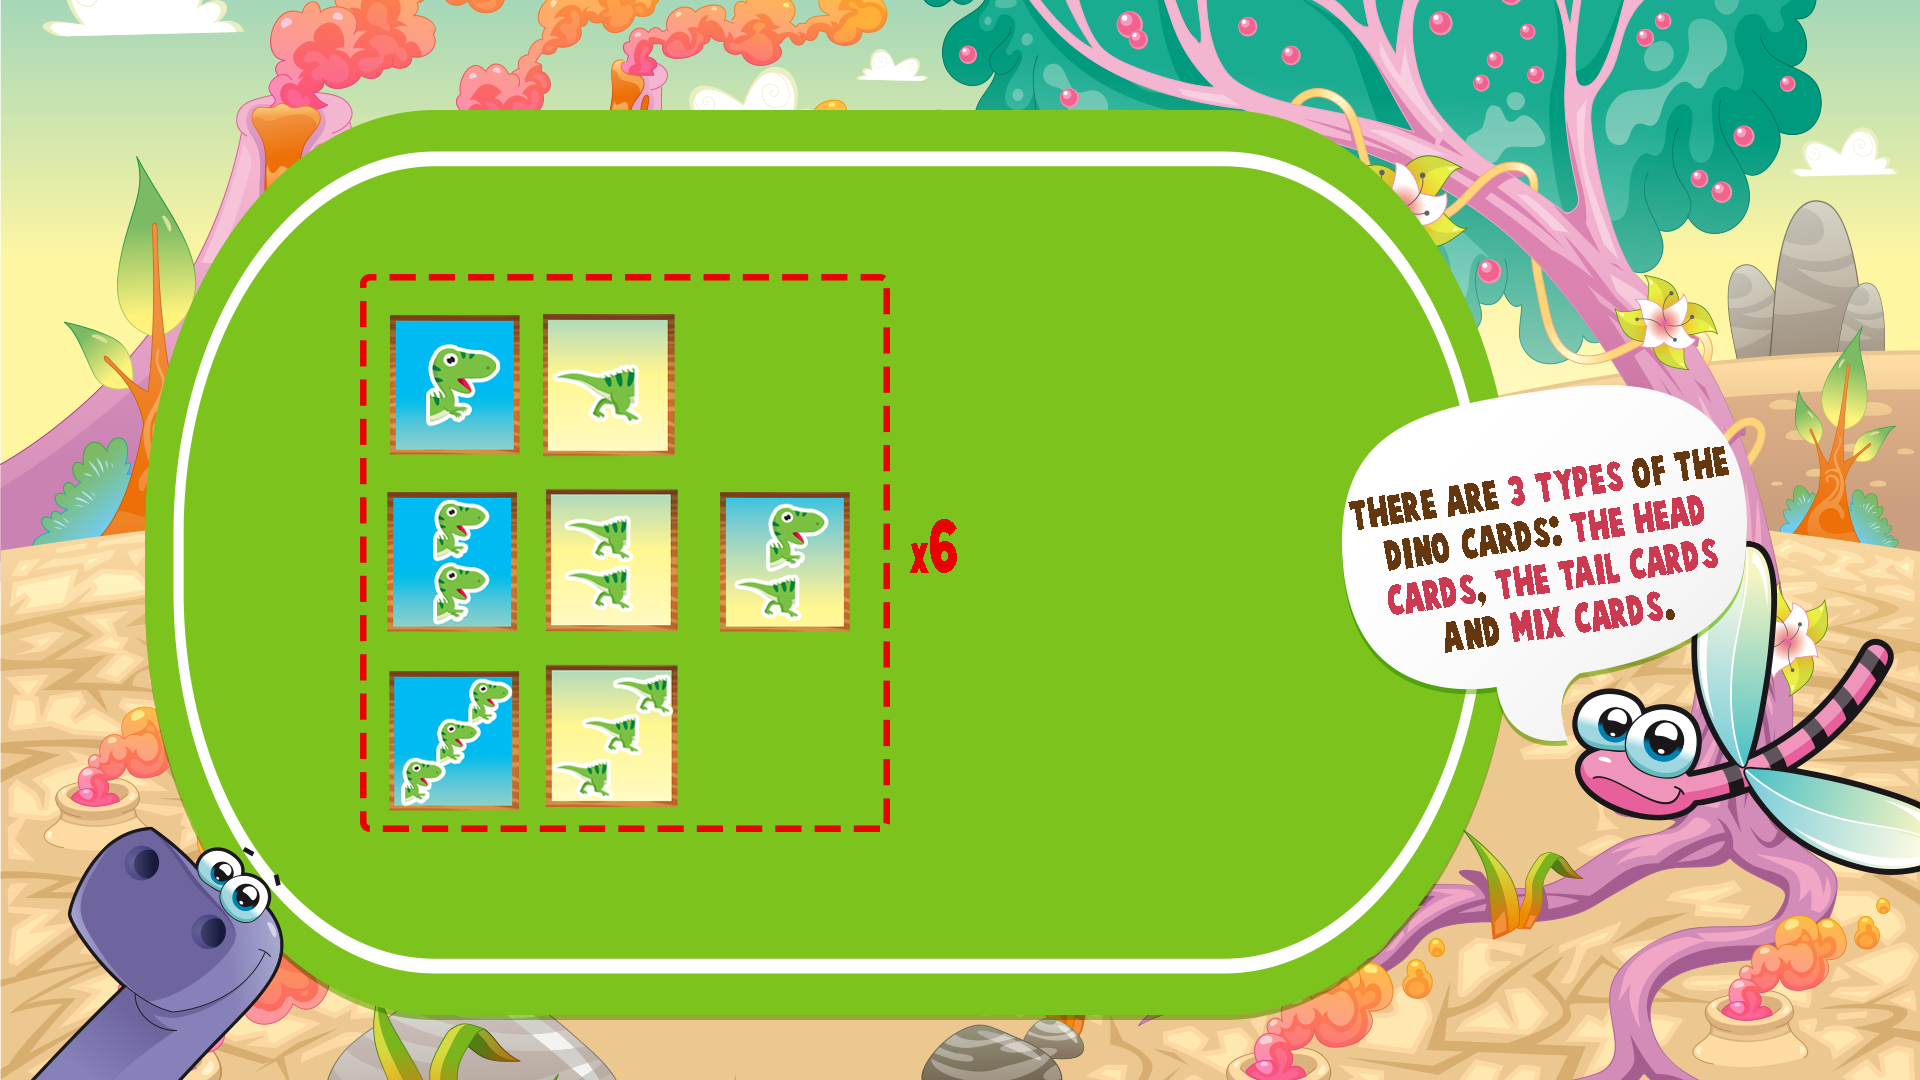 x6
THERE ARE 3 TYPES OF THE
DINO CARDS: THE HEAD
CARDS, THE TAIL CARDS
AND MIX CARDS.